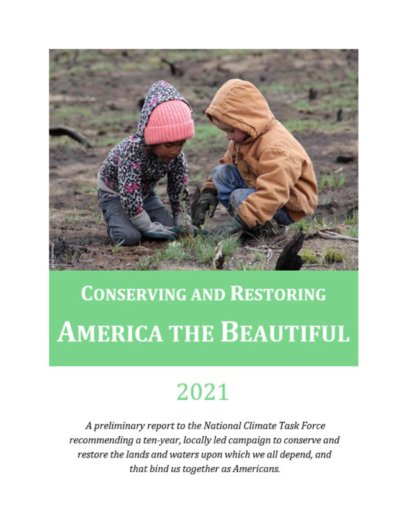 CONSERVING AND RESTORING
AMERICA THE BEAUTIFUL
2021
A preliminary report to the National Climate Task Force
recommending a ten-year, locally led campaign to conserve and
restore the lands and waters upon which we all depend, and
that bind us together as Americans.